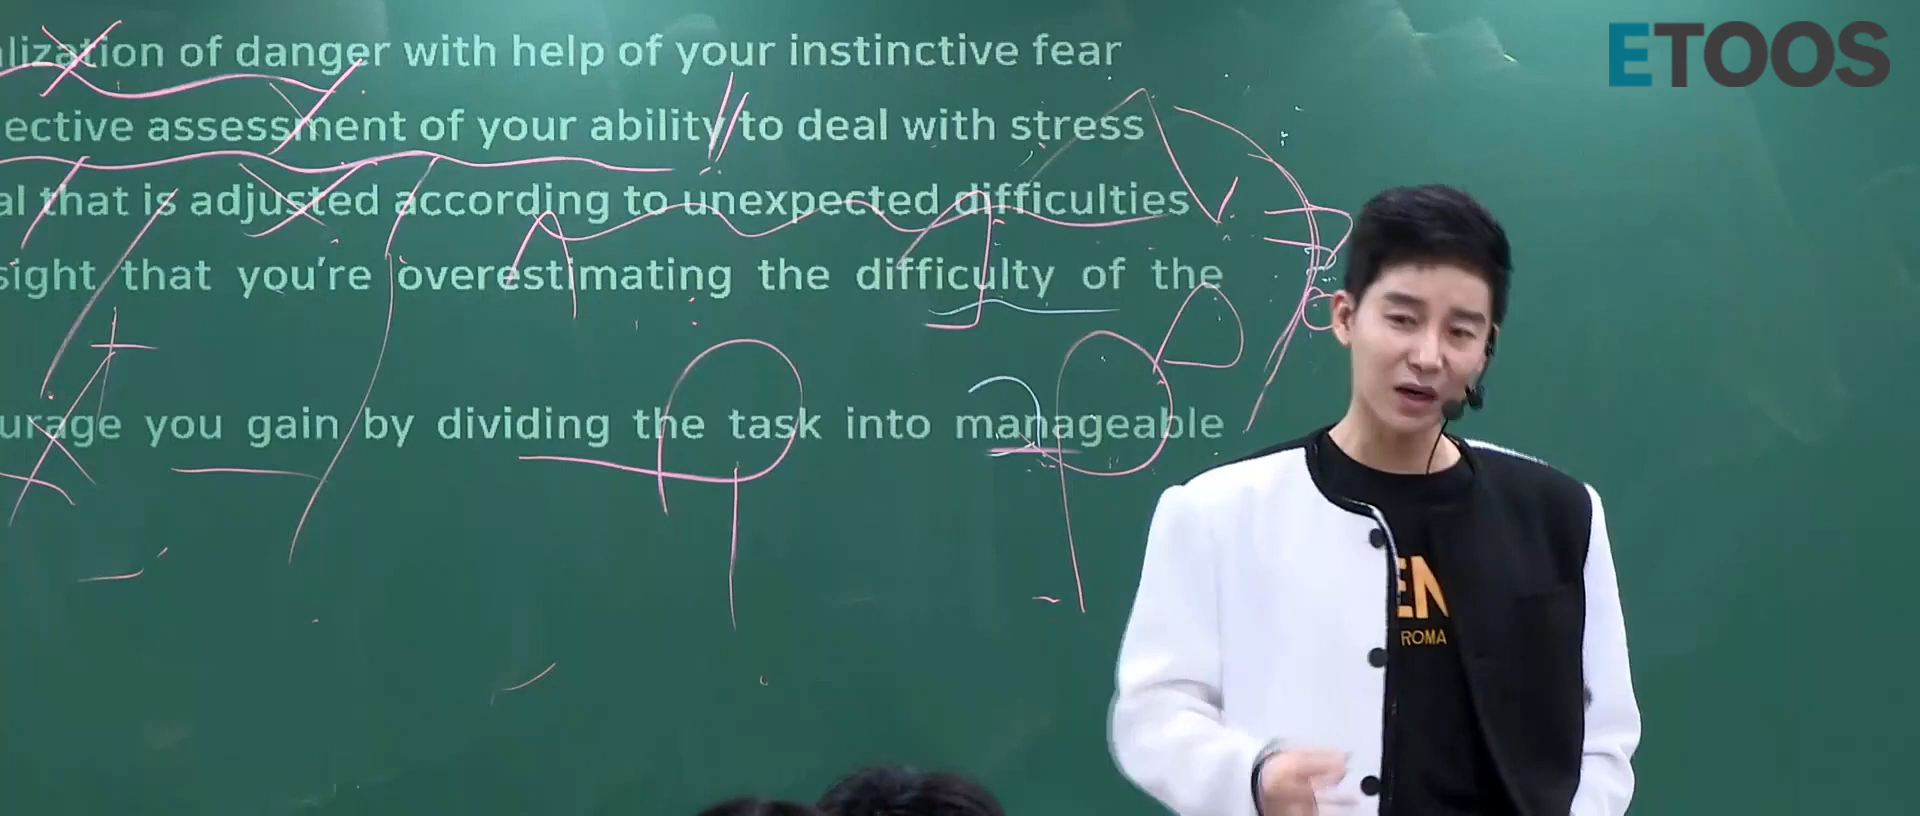 ETOOS
lization of danger with help of your instinctive fear
ective assessment of your ability to deal with stress
al that is adjusted according to unexpected difficulties
sight that you're overestimating the difficulty of the
urage you gain by dividing the task into manageable
EN
ROMA